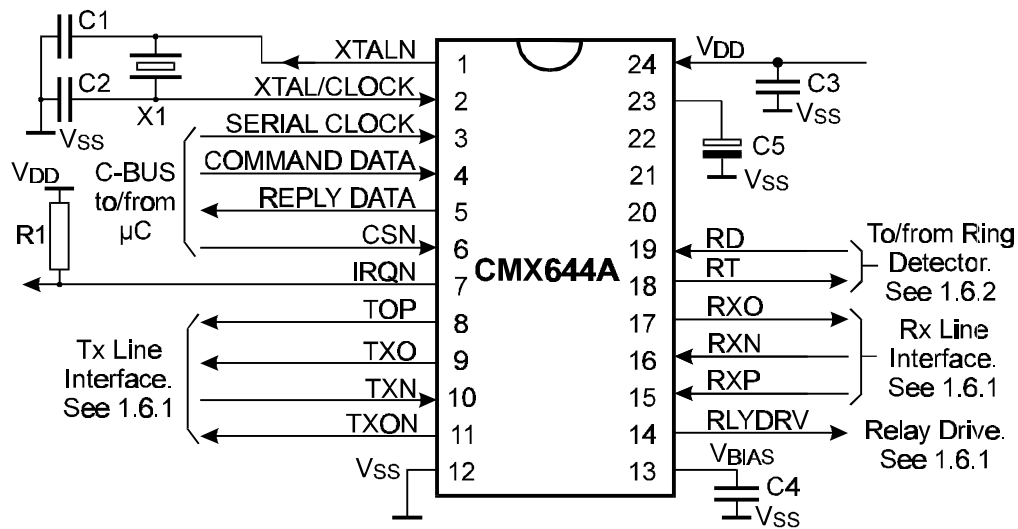 C1
XTALN
C2
XTAL/CLOCK
X1
VSS
C-BUS
to/from
µC
SERIAL CLOCK
COMMAND DATA
REPLY DATA
CSN
VDD
R1
IRQN
Tx Line
Interface.
See 1.6.1
TOP
TXO
TXN
TXON
VSS
1
2
3
4
5
6
7
8
9
10
11
12
CMX644A
24
23
22
21
20
19
18
17
16
15
14
13
VDD
C3
VSS
C5
VSS
RD
RT
To/from Ring
Detector.
See 1.6.2
RXO
RXN
RXP
Rx Line
Interface.
See 1.6.1
RLYDRV
Relay Drive.
See 1.6.1
VBIAS
C4
VSS